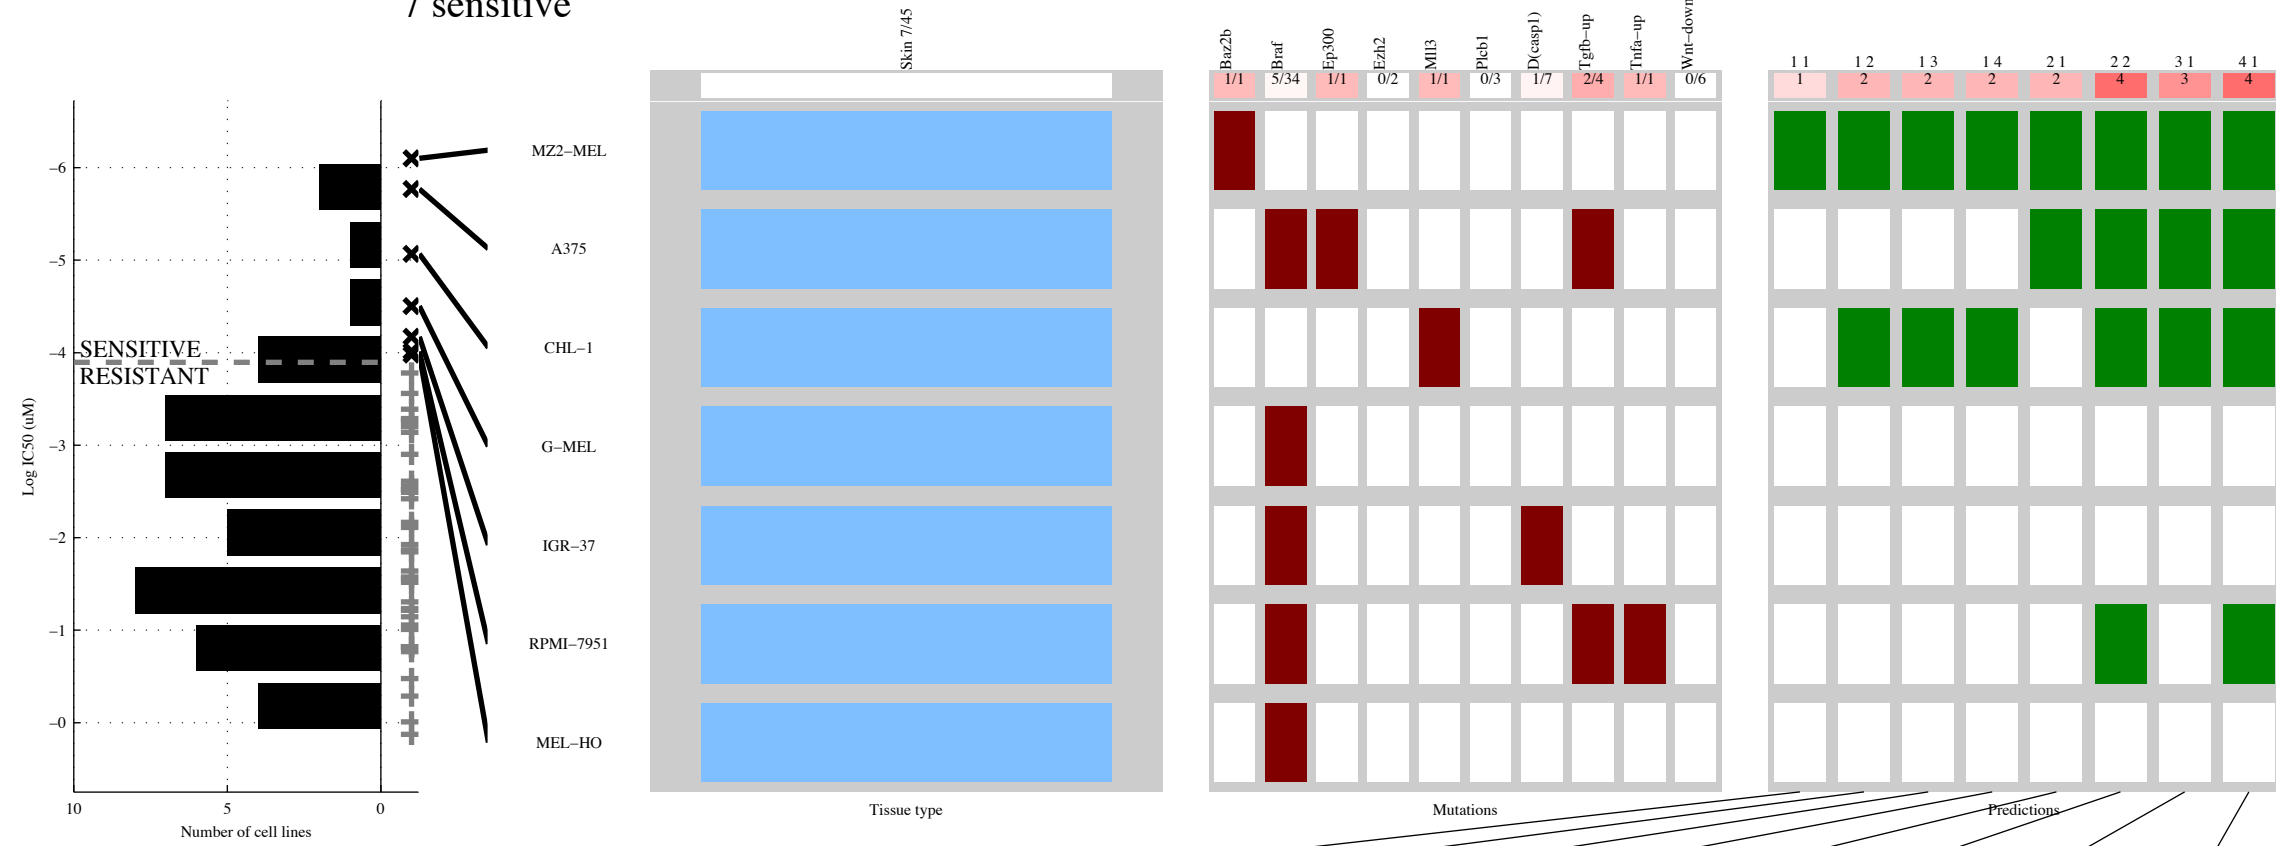 7 sensitive
Skin 7/45
Baz2b
Braf
Ep300
Ezh2
Mll3
Plcb1
D(casp1)
Tgfb−up
Tnfa−up
Wnt−down
1 1
1 2
1 3
1 4
2 1
2 2
3 1
4 1
1/1
5/34
1/1
0/2
1/1
0/3
1/7
2/4
1/1
0/6
1
2
2
2
2
4
3
4
MZ2−MEL
A375
CHL−1
G−MEL
IGR−37
RPMI−7951
MEL−HO
−6
−5
−4
−3
−2
−1
−0
SENSITIVE
RESISTANT
Log IC50 (uM)
10
5
0
Number of cell lines
Tissue type
Mutations
Predictions